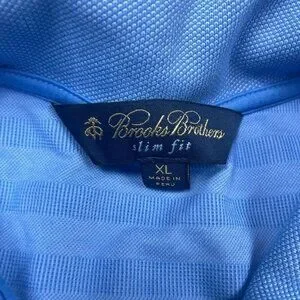 Brooks Brothers
slim fit
XL
MADE IN
PERU